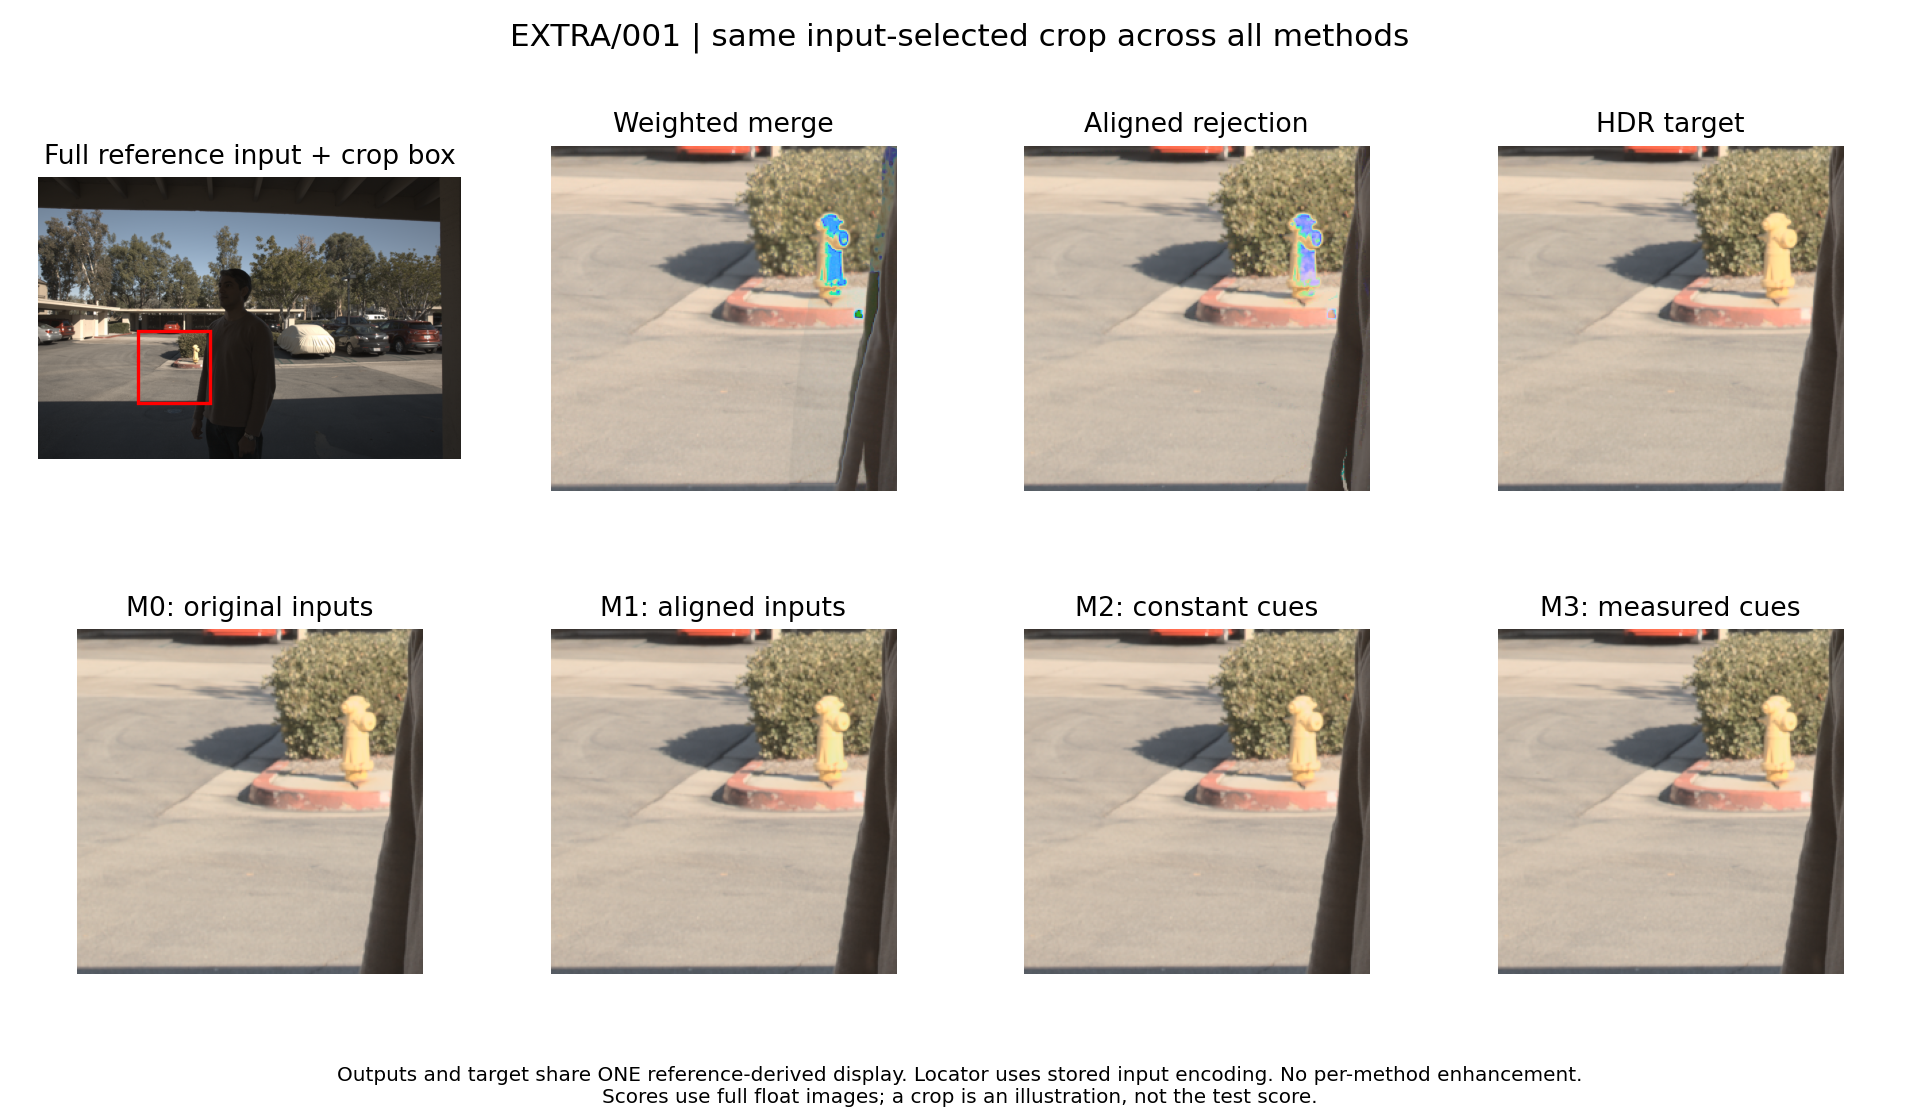 EXTRA/001 | same input-selected crop across all methods
Full reference input + crop box
Weighted merge
Aligned rejection
HDR target
M0: original inputs
M1: aligned inputs
M2: constant cues
M3: measured cues
Outputs and target share ONE reference-derived display. Locator uses stored input encoding. No per-method enhancement.
Scores use full float images; a crop is an illustration, not the test score.